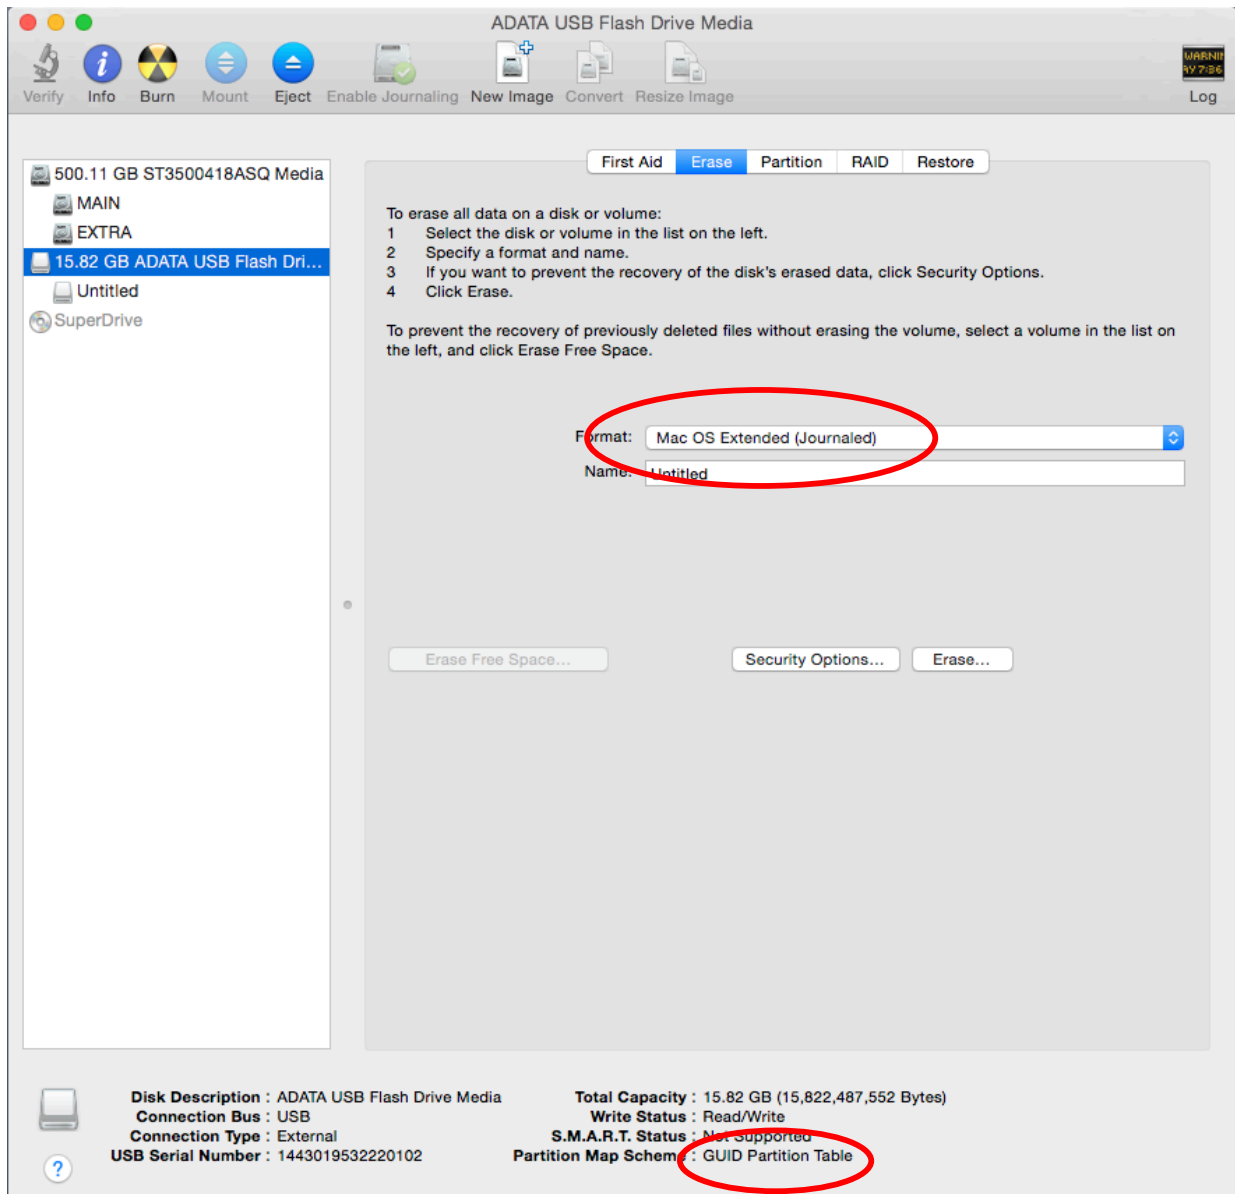 ADATA USB Flash Drive Media
Verify Info Burn Mount Eject Enable Journaling New Image Convert Resize Image Log
WARNIN
AY 7:36
First Aid Erase Partition RAID Restore
500.11 GB ST3500418ASQ Media
MAIN
EXTRA
15.82 GB ADATA USB Flash Dri...
Untitled
SuperDrive
To erase all data on a disk or volume:
1 Select the disk or volume in the list on the left.
2 Specify a format and name.
3 If you want to prevent the recovery of the disk's erased data, click Security Options.
4 Click Erase.
To prevent the recovery of previously deleted files without erasing the volume, select a volume in the list on
the left, and click Erase Free Space.
Format: Mac OS Extended (Journaled)
Name: Untitled
Erase Free Space... Security Options... Erase...
Disk Description : ADATA USB Flash Drive Media Total Capacity : 15.82 GB (15,822,487,552 Bytes)
Connection Bus : USB Write Status : Read/Write
Connection Type : External S.M.A.R.T. Status : Not Supported
USB Serial Number : 1443019532220102 Partition Map Scheme : GUID Partition Table
?